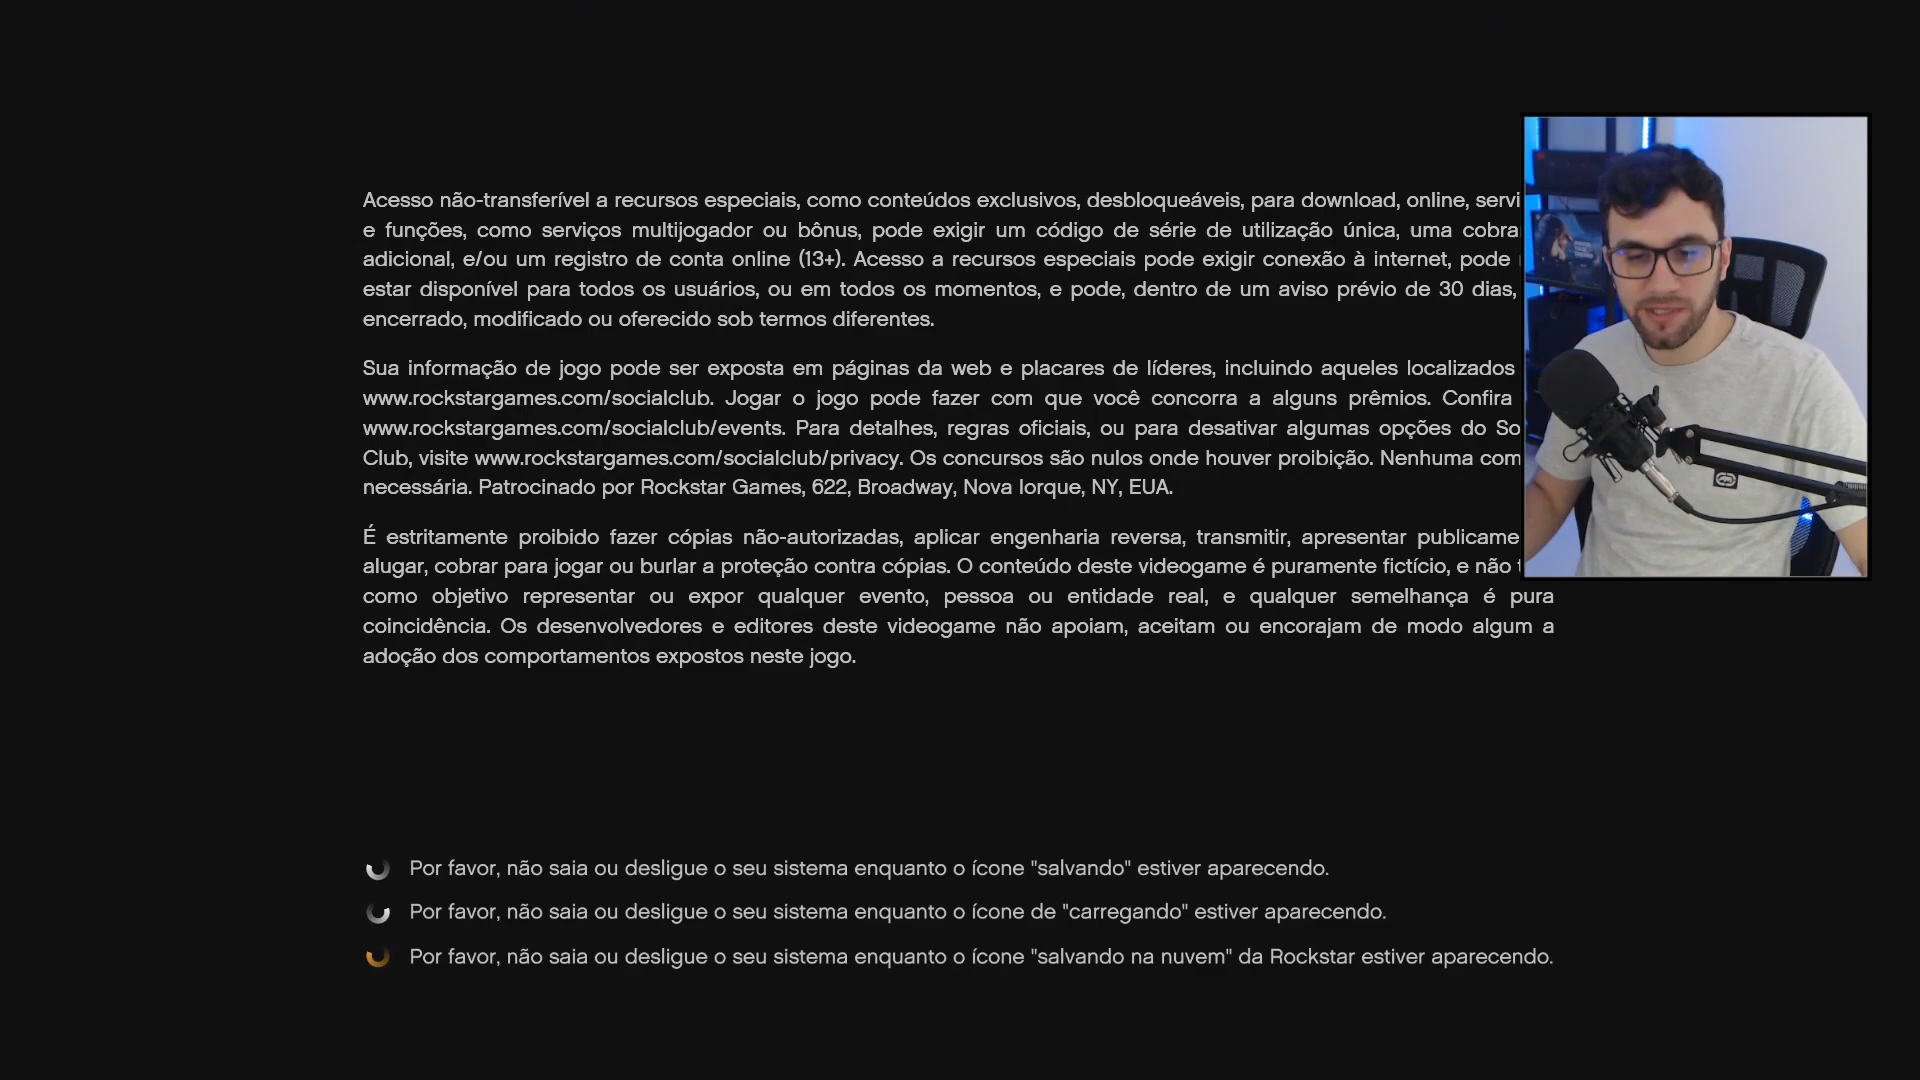 Acesso não-transferível a recursos especiais, como conteúdos exclusivos, desbloqueáveis, para download, online,
e funções, como serviços multijogador ou bônus, pode exigir um código de série de utilização única, uma
adicional, e/ou um registro de conta online (13+). Acesso a recursos especiais pode exigir conexão à internet, pode
estar disponível para todos os usuários, ou em todos os momentos, e pode, dentro de um aviso prévio de 30 dias,
encerrado, modificado ou oferecido sob termos diferentes.
Sua informação de jogo pode ser exposta em páginas da web e placares de líderes, incluindo aqueles localizados
www.rockstargames.com/socialclub. Jogar o jogo pode fazer com que você concorra a alguns prêmios. Confira
www.rockstargames.com/socialclub/events. Para detalhes, regras oficiais, ou para desativar algumas opções do
Club, visite www.rockstargames.com/socialclub/privacy. Os concursos são nulos onde houver proibição. Nenhuma
necessária. Patrocinado por Rockstar Games, 622, Broadway, Nova Iorque, NY, EUA.
É estritamente proibido fazer cópias não-autorizadas, aplicar engenharia reversa, transmitir, apresentar
alugar, cobrar para jogar ou burlar a proteção contra cópias. O conteúdo deste videogame é puramente fictício, e não
como objetivo representar ou expor qualquer evento, pessoa ou entidade real, e qualquer semelhança é pura
coincidência. Os desenvolvedores e editores deste videogame não apoiam, aceitam ou encorajam de modo algum a
adoção dos comportamentos expostos neste jogo.
Por favor, não saia ou desligue o seu sistema enquanto o ícone "salvando" estiver aparecendo.
Por favor, não saia ou desligue o seu sistema enquanto o ícone de "carregando" estiver aparecendo.
Por favor, não saia ou desligue o seu sistema enquanto o ícone "salvando na nuvem" da Rockstar estiver aparecendo.